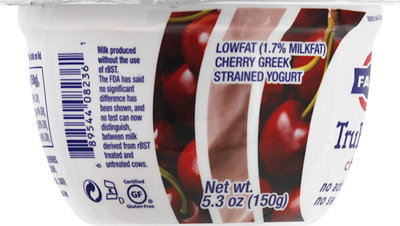 Milk produced
without the use
of rBST.
The FDA has said
no significant
difference has
been shown, and
no test can now
distinguish,
between milk
derived from rBST
treated and
untreated cows.
89544 08236
LOWFAT (1.7% MILKFAT)
CHERRY GREEK
STRAINED YOGURT
Net wt.
5.3 oz (150g)
Certified
GF
Gluten-Free
FA
Tru
no
no